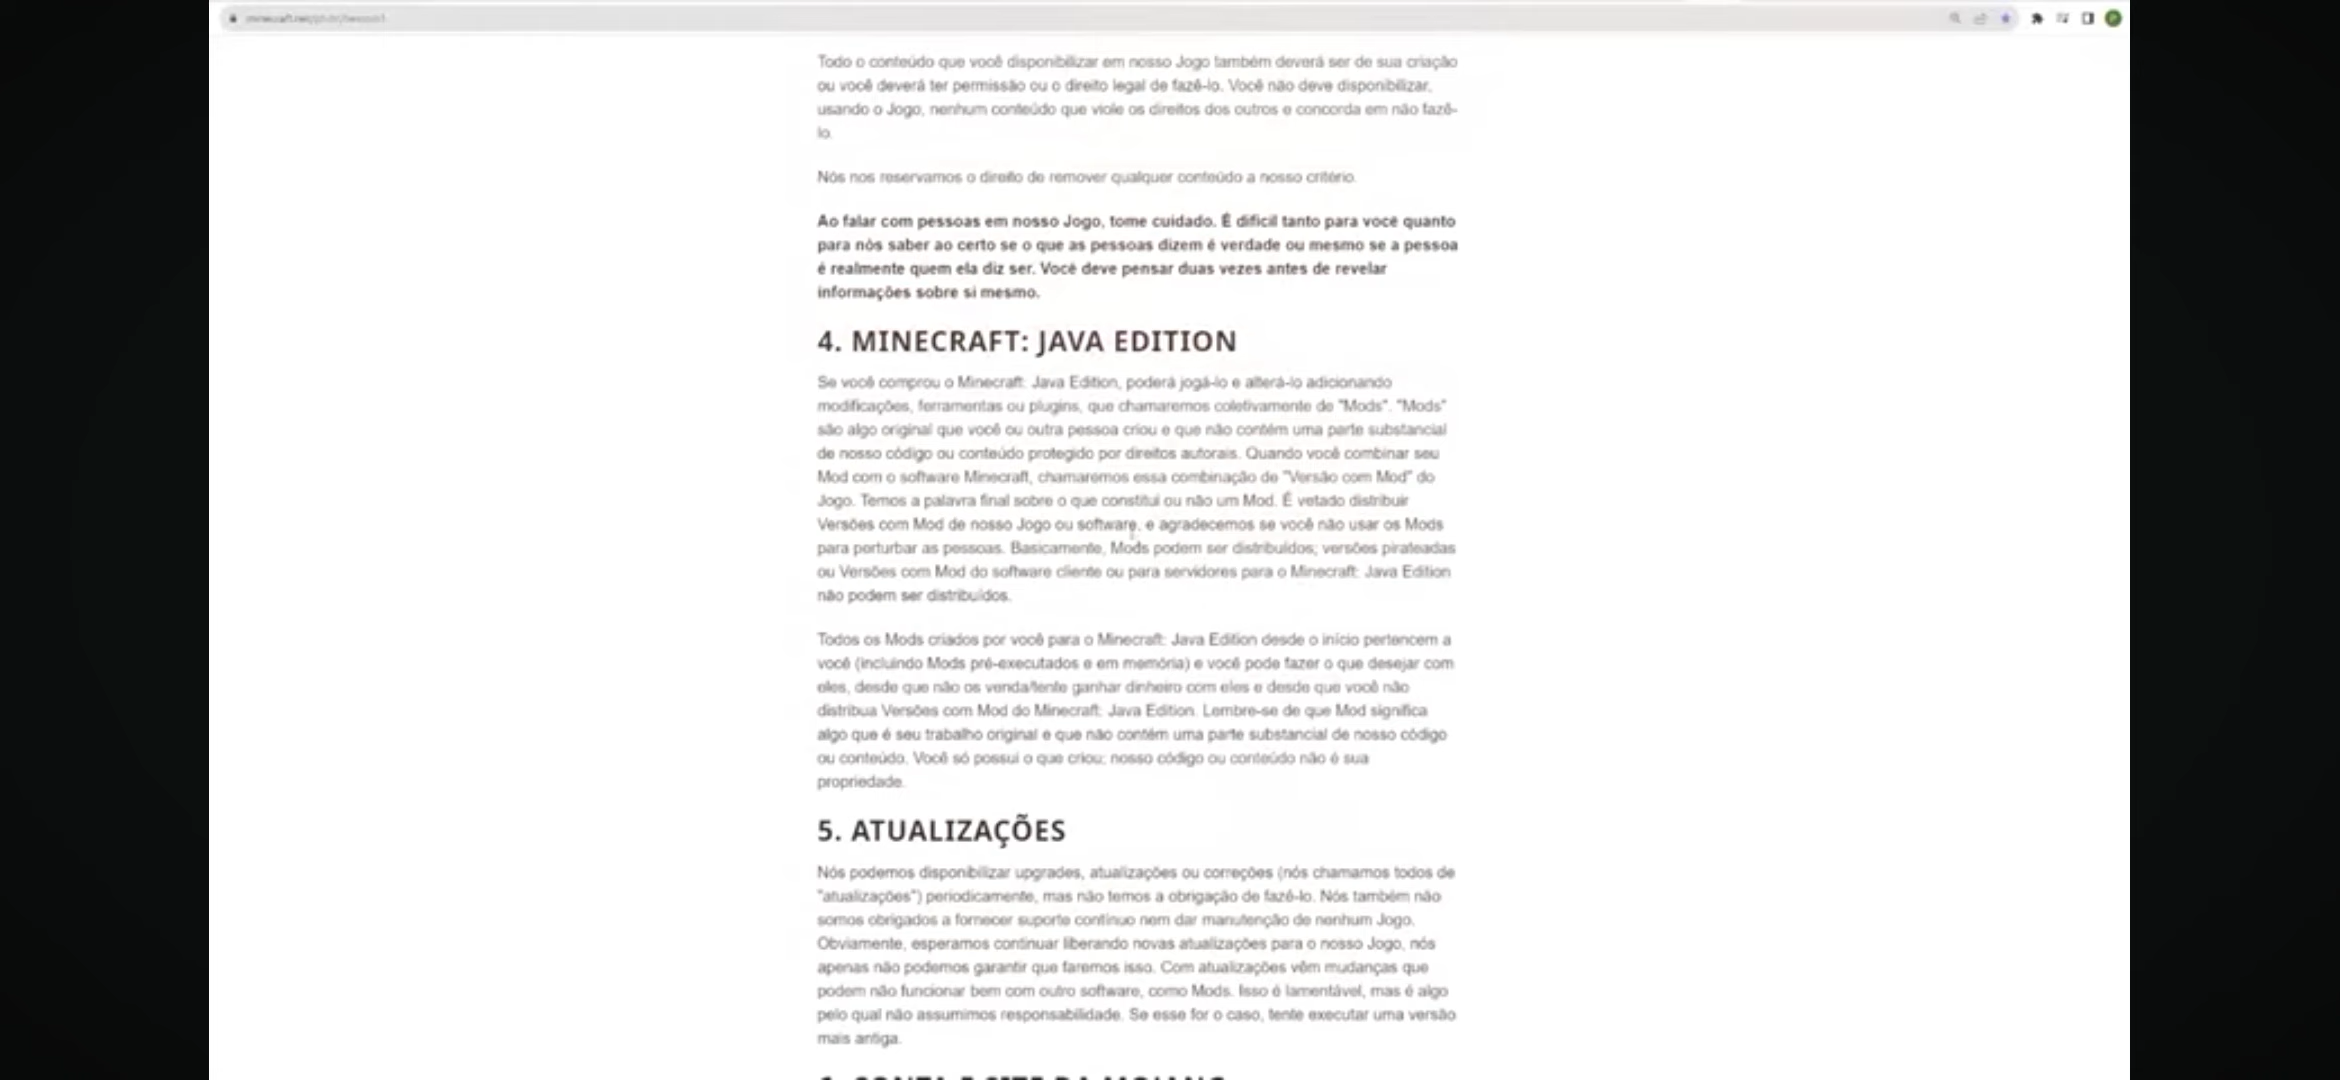 Todo o conteúdo que você disponibilizar em nosso Jogo também deverá ser de sua criação
ou você deverá ter permissão ou o direito legal de fazê-lo. Você não deve disponibilizar,
usando o Jogo, nenhum conteúdo que viole os direitos dos outros e concorda em não fazê-
lo.
Nós nos reservamos o direito de remover qualquer conteúdo a nosso critério.
Ao falar com pessoas em nosso Jogo, tome cuidado. É difícil tanto para você quanto
para nós saber ao certo se o que as pessoas dizem é verdade ou mesmo se a pessoa
é realmente quem ela diz ser. Você deve pensar duas vezes antes de revelar
informações sobre si mesmo.
4. MINECRAFT: JAVA EDITION
Se você comprou o Minecraft: Java Edition, poderá jogá-lo e alterá-lo adicionando
modificações, ferramentas ou plugins, que chamaremos coletivamente de "Mods". "Mods"
são algo original que você ou outra pessoa criou e que não contém uma parte substancial
de nosso código ou conteúdo protegido por direitos autorais. Quando você combinar seu
Mod com o software Minecraft, chamaremos essa combinação de "Versão com Mod" do
Jogo. Temos a palavra final sobre o que constitui ou não um Mod. É vetado distribuir
Versões com Mod de nosso Jogo ou software, e agradecemos se você não usar os Mods
para perturbar as pessoas. Basicamente, Mods podem ser distribuídos; versões pirateadas
ou Versões com Mod do software cliente ou para servidores para o Minecraft: Java Edition
não podem ser distribuídos.
Todos os Mods criados por você para o Minecraft: Java Edition desde o início pertencem a
você (incluindo Mods pré-executados e em memória) e você pode fazer o que desejar com
eles, desde que não os venda/tente ganhar dinheiro com eles e desde que você não
distribua Versões com Mod do Minecraft: Java Edition. Lembre-se de que Mod significa
algo que é seu trabalho original e que não contém uma parte substancial de nosso código
ou conteúdo. Você só possui o que criou; nosso código ou conteúdo não é sua
propriedade.
5. ATUALIZAÇÕES
Nós podemos disponibilizar upgrades, atualizações ou correções (nós chamamos todos de
"atualizações") periodicamente, mas não temos a obrigação de fazê-lo. Nós também não
somos obrigados a fornecer suporte contínuo nem dar manutenção de nenhum Jogo.
Obviamente, esperamos continuar liberando novas atualizações para o nosso Jogo, nós
apenas não podemos garantir que faremos isso. Com atualizações vêm mudanças que
podem não funcionar bem com outro software, como Mods. Isso é lamentável, mas é algo
pelo qual não assumimos responsabilidade. Se esse for o caso, tente executar uma versão
mais antiga.